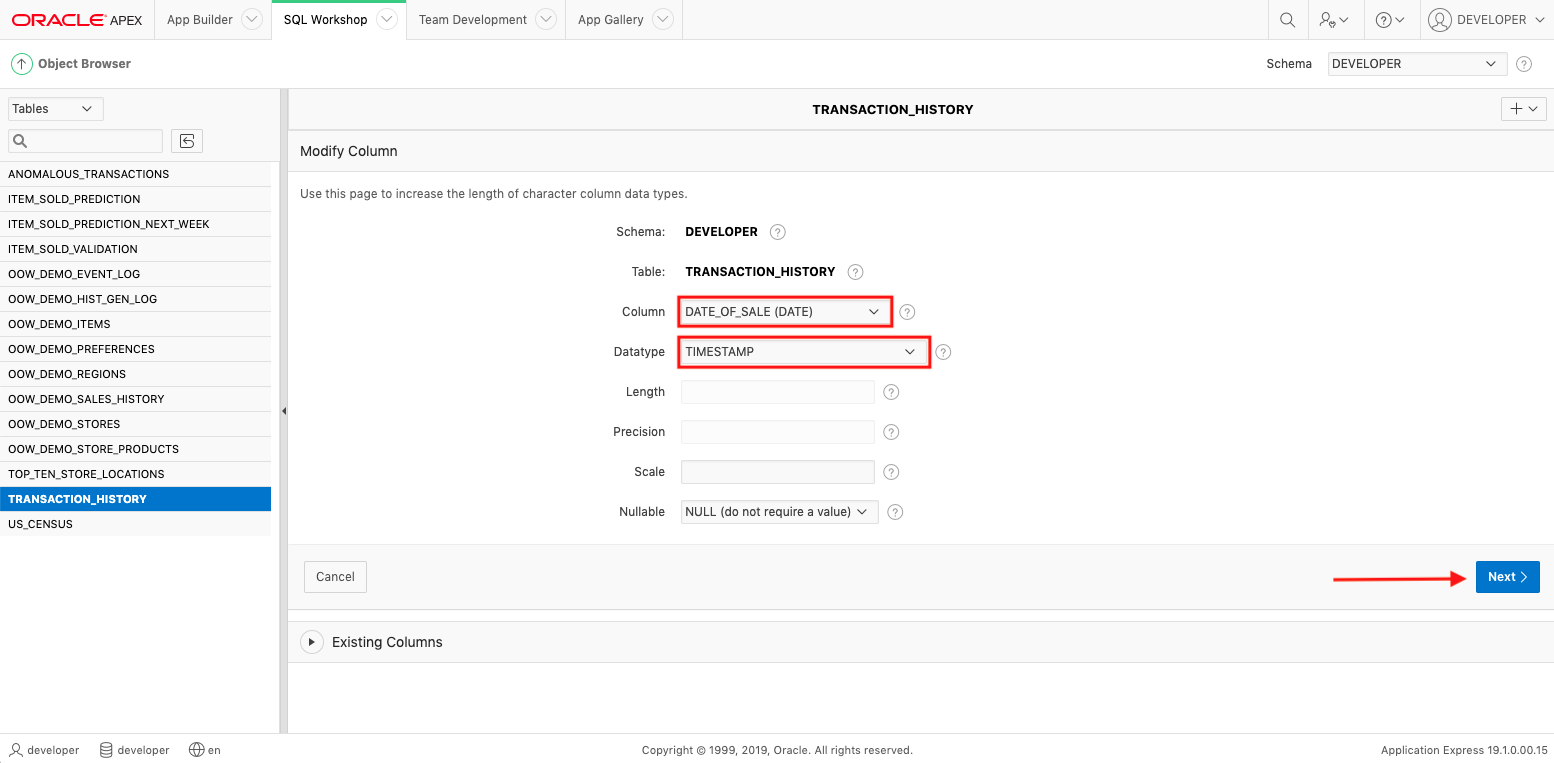 ORACLE APEX App Builder SQL Workshop Team Development App Gallery DEVELOPER
Object Browser Schema DEVELOPER
Tables
TRANSACTION_HISTORY
ANOMALOUS_TRANSACTIONS
ITEM_SOLD_PREDICTION
ITEM_SOLD_PREDICTION_NEXT_WEEK
ITEM_SOLD_VALIDATION
OOW_DEMO_EVENT_LOG
OOW_DEMO_HIST_GEN_LOG
OOW_DEMO_ITEMS
OOW_DEMO_PREFERENCES
OOW_DEMO_REGIONS
OOW_DEMO_SALES_HISTORY
OOW_DEMO_STORES
OOW_DEMO_STORE_PRODUCTS
TOP_TEN_STORE_LOCATIONS
TRANSACTION_HISTORY
US_CENSUS
Modify Column
Use this page to increase the length of character column data types.
Schema: DEVELOPER ?
Table: TRANSACTION_HISTORY ?
Column DATE_OF_SALE (DATE) ?
Datatype TIMESTAMP ?
Length ?
Precision ?
Scale ?
Nullable NULL (do not require a value) ?
Cancel Next
Existing Columns
developer developer en Copyright © 1999, 2019, Oracle. All rights reserved. Application Express 19.1.0.00.15